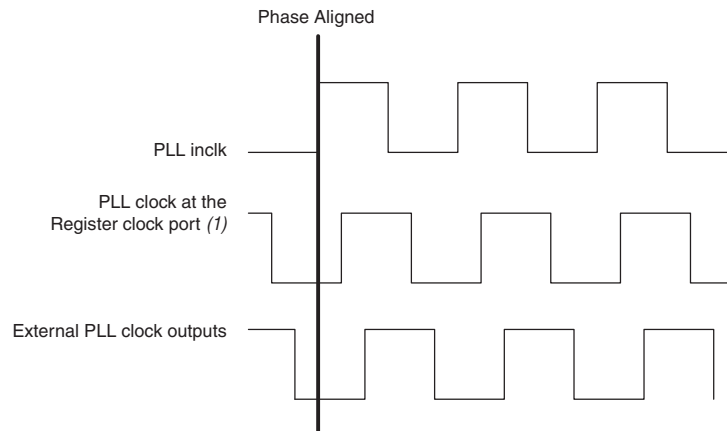 Phase Aligned
PLL inclk
PLL clock at the
Register clock port (1)
External PLL clock outputs